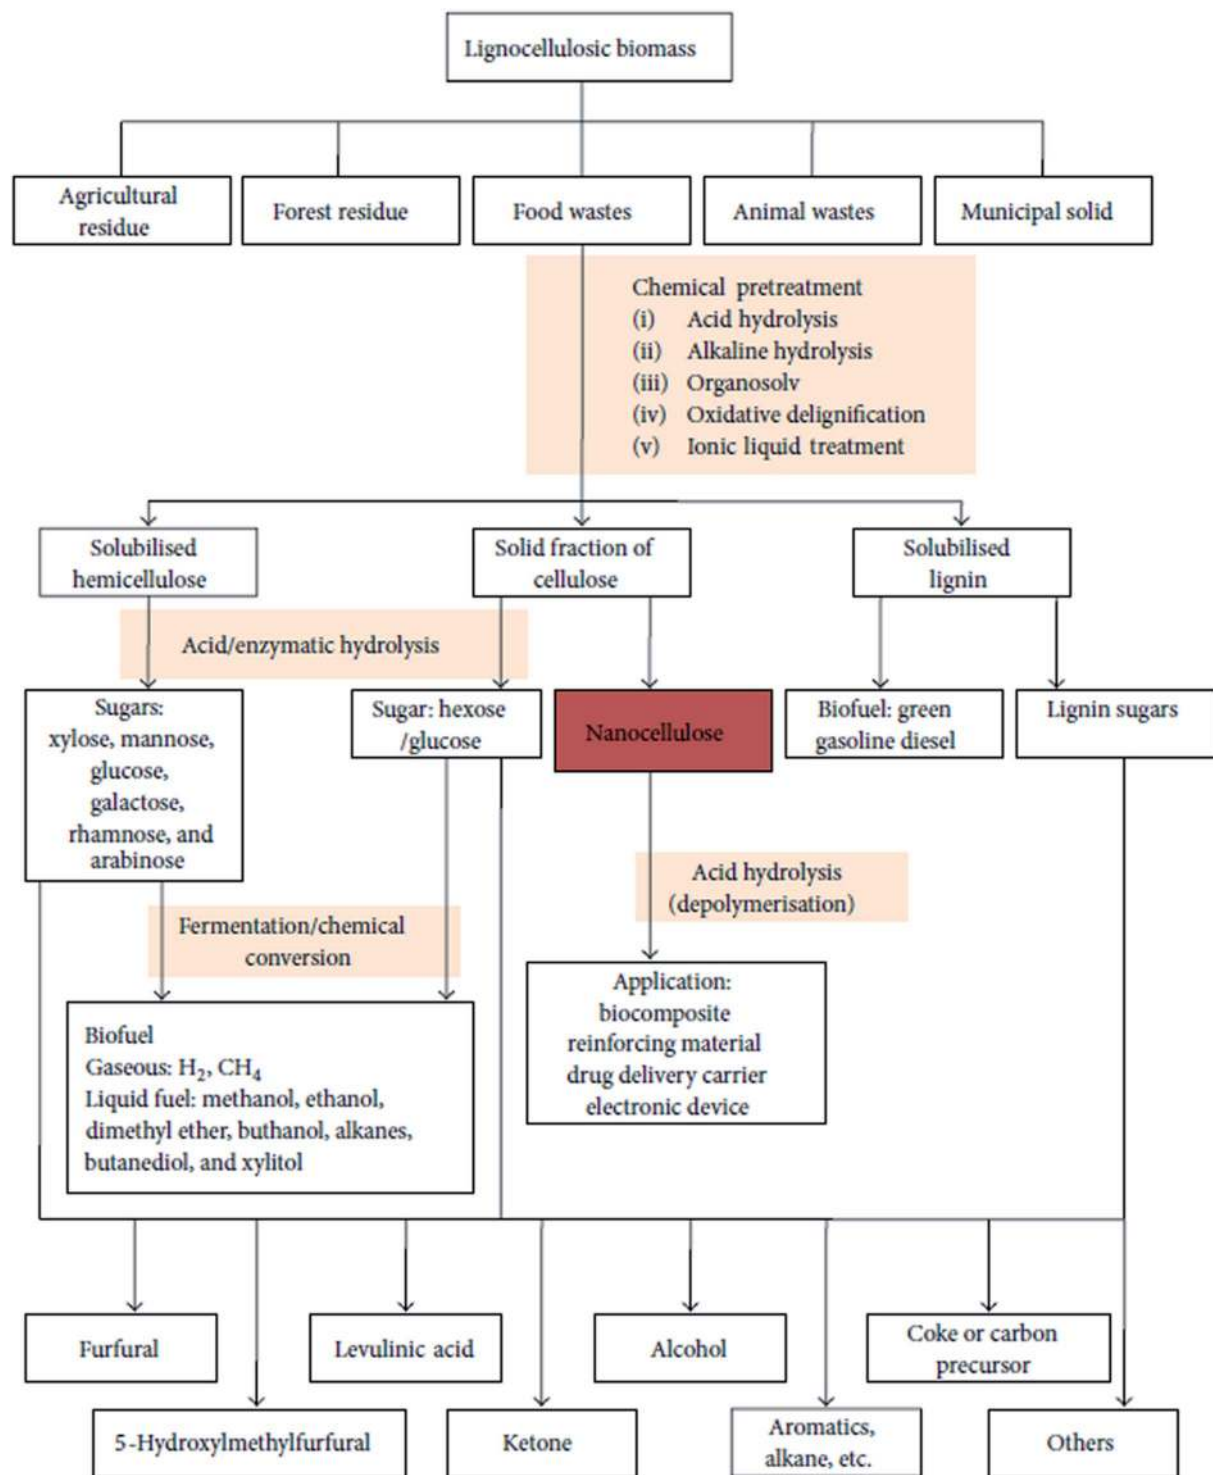 Lignocellulosic biomass
Agricultural
residue
Forest residue
Food wastes
Animal wastes
Municipal solid
Chemical pretreatment
(i) Acid hydrolysis
(ii) Alkaline hydrolysis
(iii) Organosolv
(iv) Oxidative delignification
(v) Ionic liquid treatment
Solubilised
hemicellulose
Solid fraction of
cellulose
Solubilised
lignin
Acid/enzymatic hydrolysis
Sugars:
xylose, mannose,
glucose,
galactose,
rhamnose, and
arabinose
Sugar: hexose
/glucose
Nanocellulose
Biofuel: green
gasoline diesel
Lignin sugars
Acid hydrolysis
(depolymerisation)
Fermentation/chemical
conversion
Biofuel
Gaseous: H₂, CH₄
Liquid fuel: methanol, ethanol,
dimethyl ether, buthanol, alkanes,
butanediol, and xylitol
Application:
biocomposite
reinforcing material
drug delivery carrier
electronic device
Furfural
Levulinic acid
Alcohol
Coke or carbon
precursor
5-Hydroxylmethylfurfural
Ketone
Aromatics,
alkane, etc.
Others